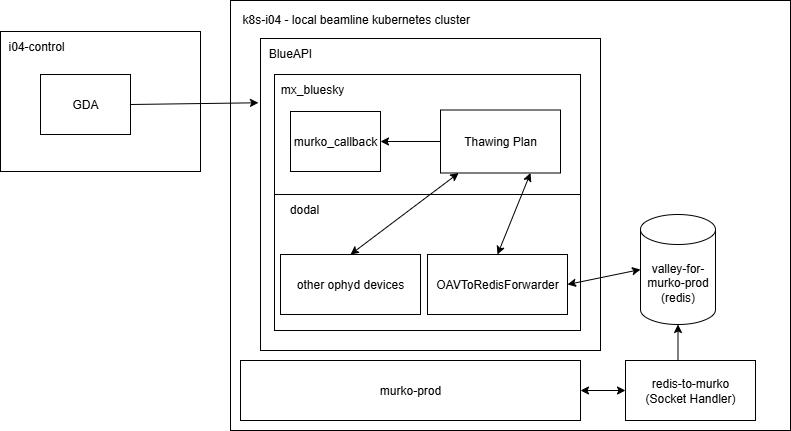 k8s-i04 - local beamline kubernetes cluster
i04-control
BlueAPI
GDA
mx_bluesky
murko_callback
Thawing Plan
dodal
other ophyd devices
OAVToRedisForwarder
valley-for-
murko-prod
(redis)
murko-prod
redis-to-murko
(Socket Handler)